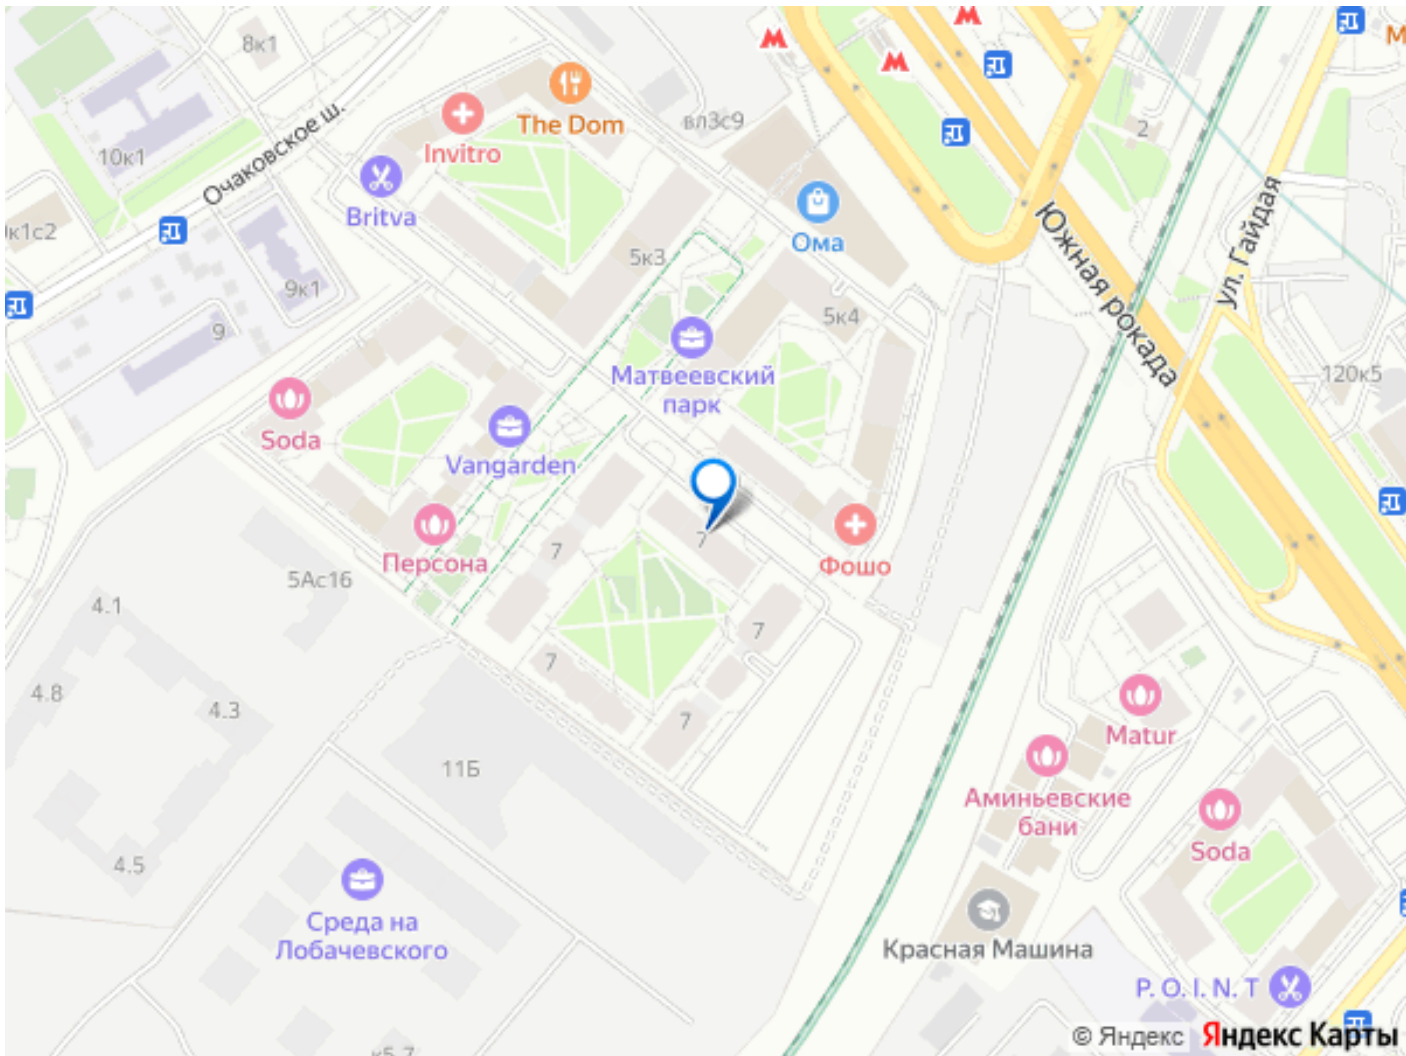 8к1
The Dom
вл3с9
Invitro
2
10к1
Очаковское ш.
Britva
Ома
ул. Гайдая
Южная рокада
5к3
9к1
5к4
9
Матвеевский
парк
120к5
Soda
Vangarden
Персона
7
7
Фошо
5Ас16
4.1
7
7
4.8
4.3
7
Matur
11Б
Аминьевские
бани
Soda
4.5
Среда на
Лобачевского
Красная Машина
P. O. I. N. T
© Яндекс Яндекс Карты